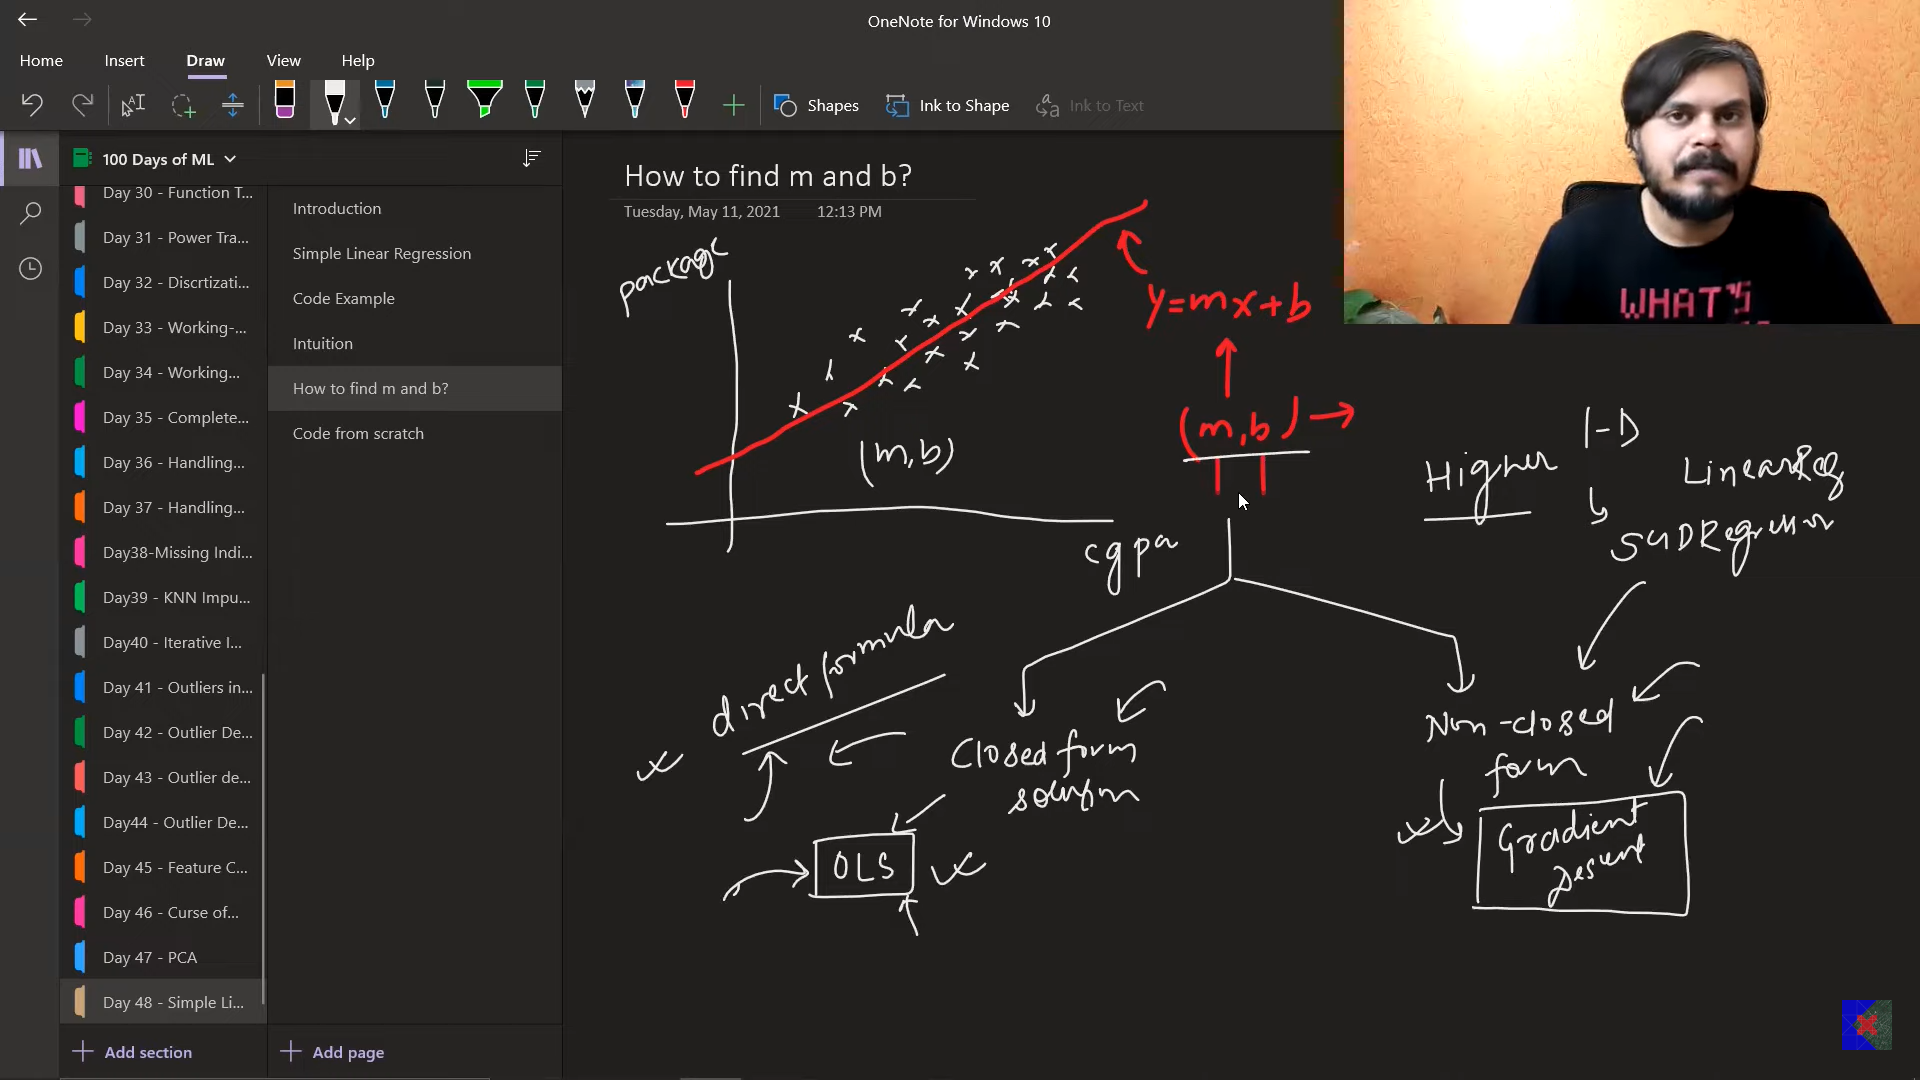 OneNote for Windows 10
Home Insert Draw View Help
Shapes Ink to Shape Ink to Text
100 Days of ML
Day 30 - Function T...
Day 31 - Power Tra...
Day 32 - Discrtizati...
Day 33 - Working-...
Day 34 - Working...
Day 35 - Complete...
Day 36 - Handling...
Day 37 - Handling...
Day38-Missing Indi...
Day39 - KNN Impu...
Day40 - Iterative I...
Day 41 - Outliers in...
Day 42 - Outlier De...
Day 43 - Outlier de...
Day44 - Outlier De...
Day 45 - Feature C...
Day 46 - Curse of...
Day 47 - PCA
Day 48 - Simple Li...
Add section
Introduction
Simple Linear Regression
Code Example
Intuition
How to find m and b?
Code from scratch
Add page
How to find m and b?
Tuesday, May 11, 2021 12:13 PM
package
y=mx+b
(m,b)
(m,b)
cgpa
1-D
Higher
LinearReg
SGDRegressor
direct formula
Closed form
solution
OLS
Non-closed
form
Gradient
Descent
WHAT'S